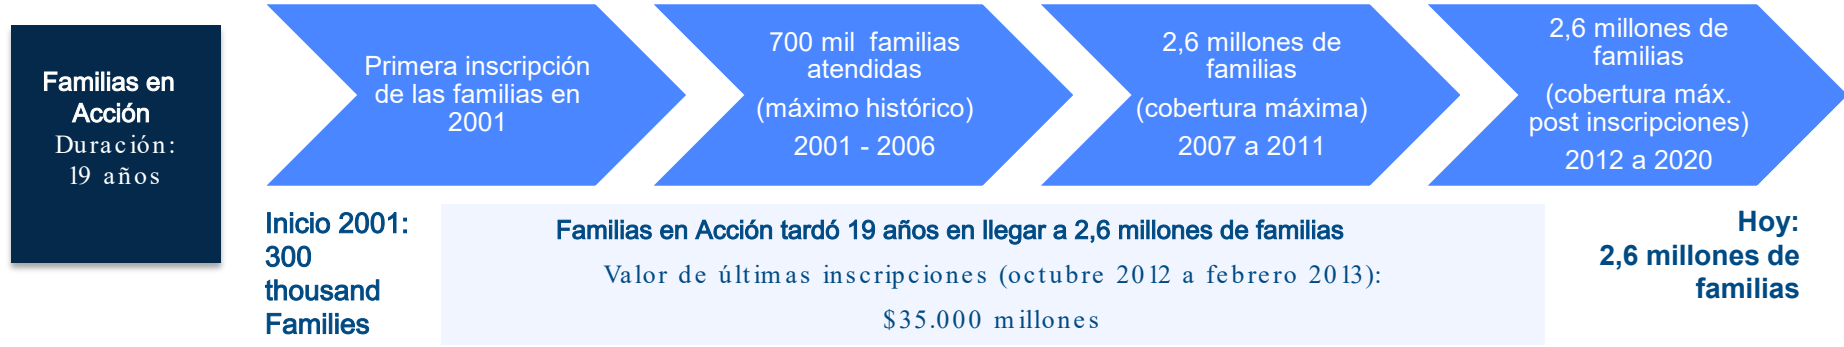 Familias en
Acción
Duración:
19 años
Primera inscripción
de las familias en
2001
700 mil familias
atendidas
(máximo histórico)
2001 - 2006
2,6 millones de
familias
(cobertura máxima)
2007 a 2011
2,6 millones de
familias
(cobertura máx.
post inscripciones)
2012 a 2020
Inicio 2001:
300
thousand
Families
Familias en Acción tardó 19 años en llegar a 2,6 millones de familias
Valor de últimas inscripciones (octubre 2012 a febrero 2013):
$35.000 millones
Hoy:
2,6 millones de
familias